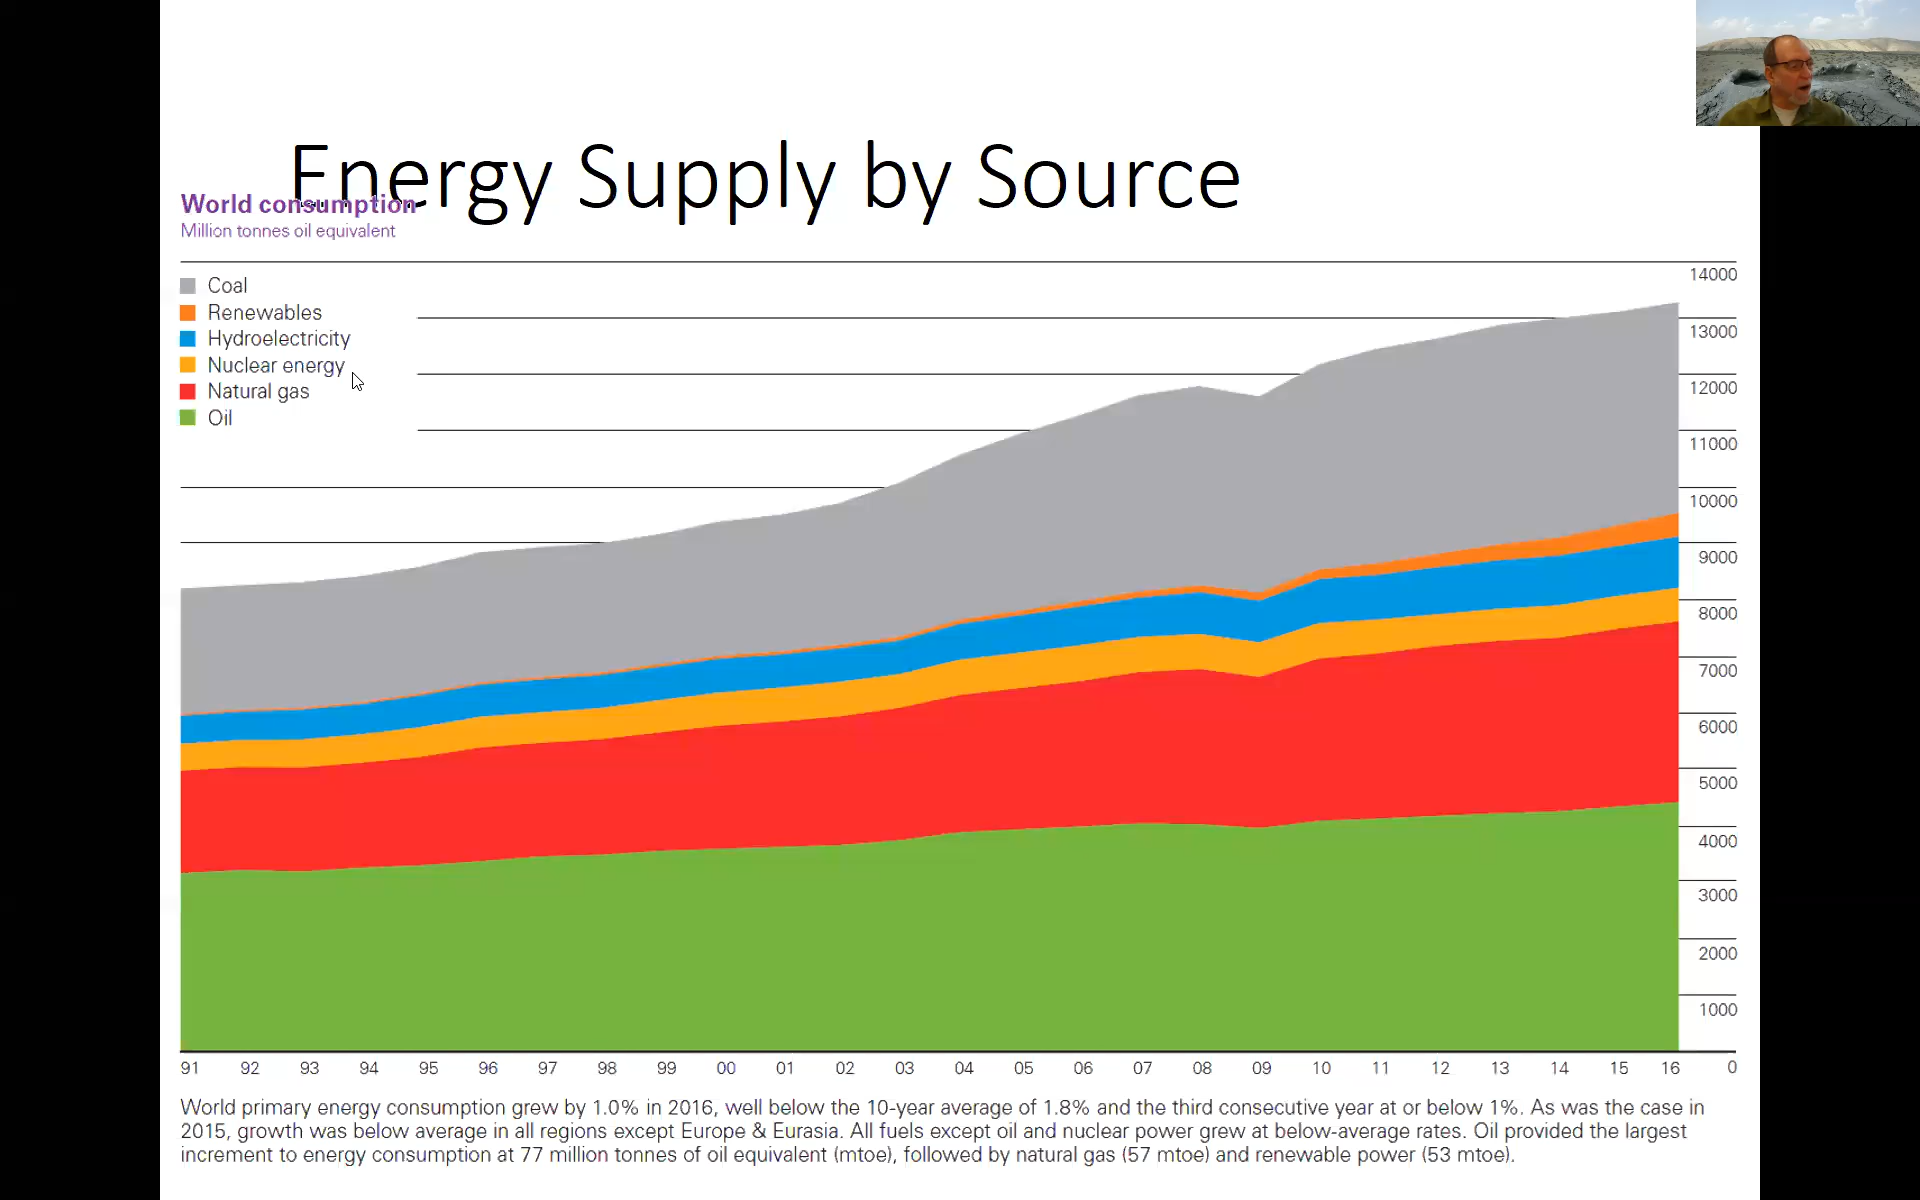 Energy Supply by Source
World consumption
Million tonnes oil equivalent
Coal
Renewables
Hydroelectricity
Nuclear energy
Natural gas
Oil
14000
13000
12000
11000
10000
9000
8000
7000
6000
5000
4000
3000
2000
1000
91 92 93 94 95 96 97 98 99 00 01 02 03 04 05 06 07 08 09 10 11 12 13 14 15 16 0
World primary energy consumption grew by 1.0% in 2016, well below the 10-year average of 1.8% and the third consecutive year at or below 1%. As was the case in
2015, growth was below average in all regions except Europe & Eurasia. All fuels except oil and nuclear power grew at below-average rates. Oil provided the largest
increment to energy consumption at 77 million tonnes of oil equivalent (mtoe), followed by natural gas (57 mtoe) and renewable power (53 mtoe).